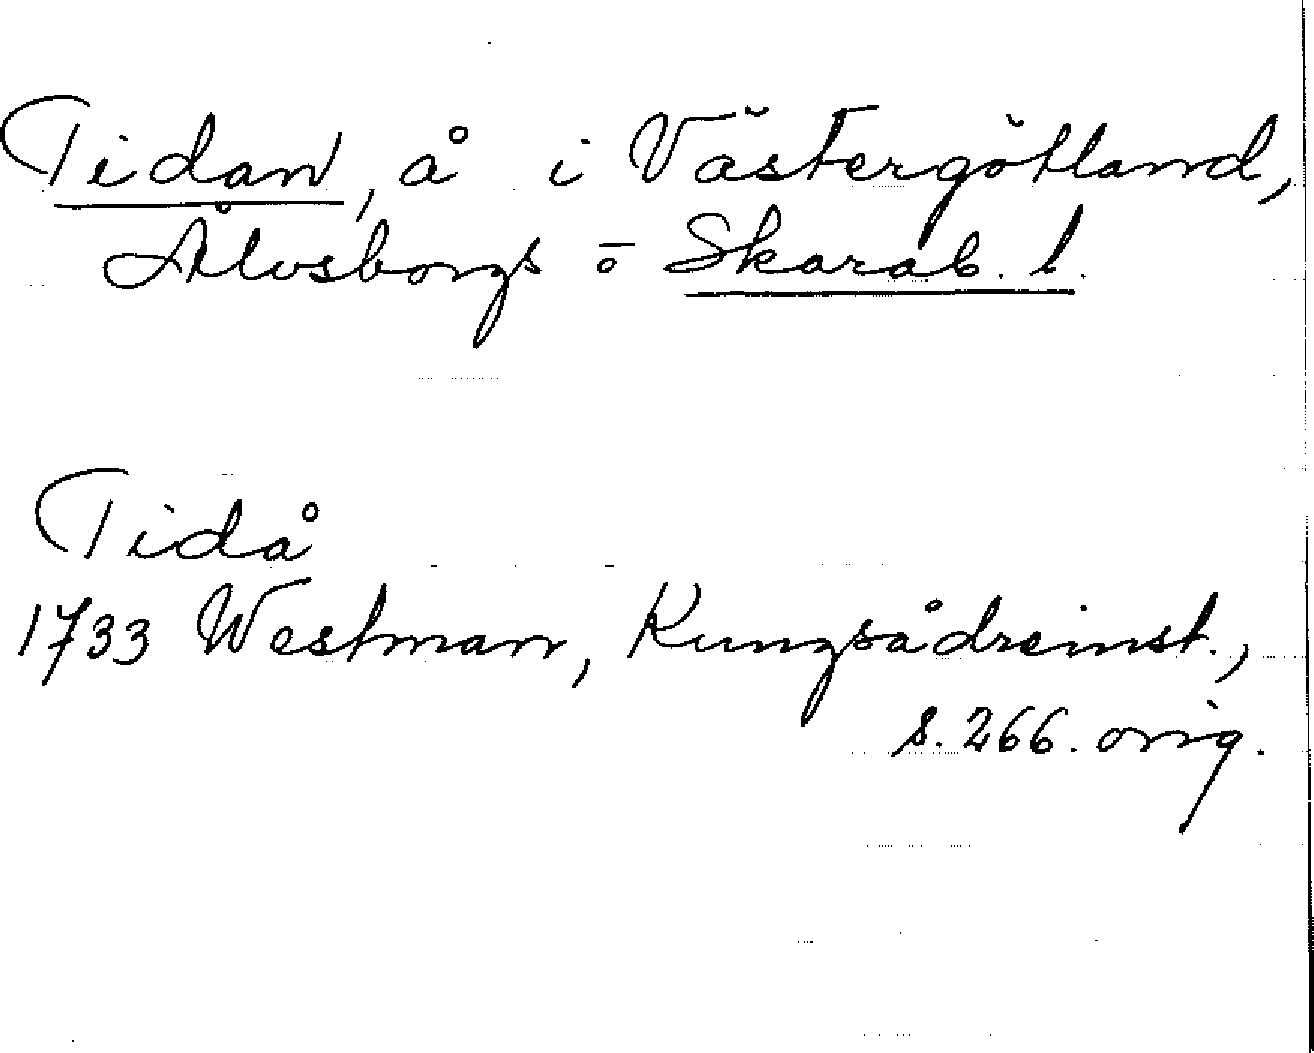 Tidan, å i Västergötland,
Älvsborgs o Skarab. l.
Tidå
1733 Westman, Kungsådreinst.,
s. 266. orig.